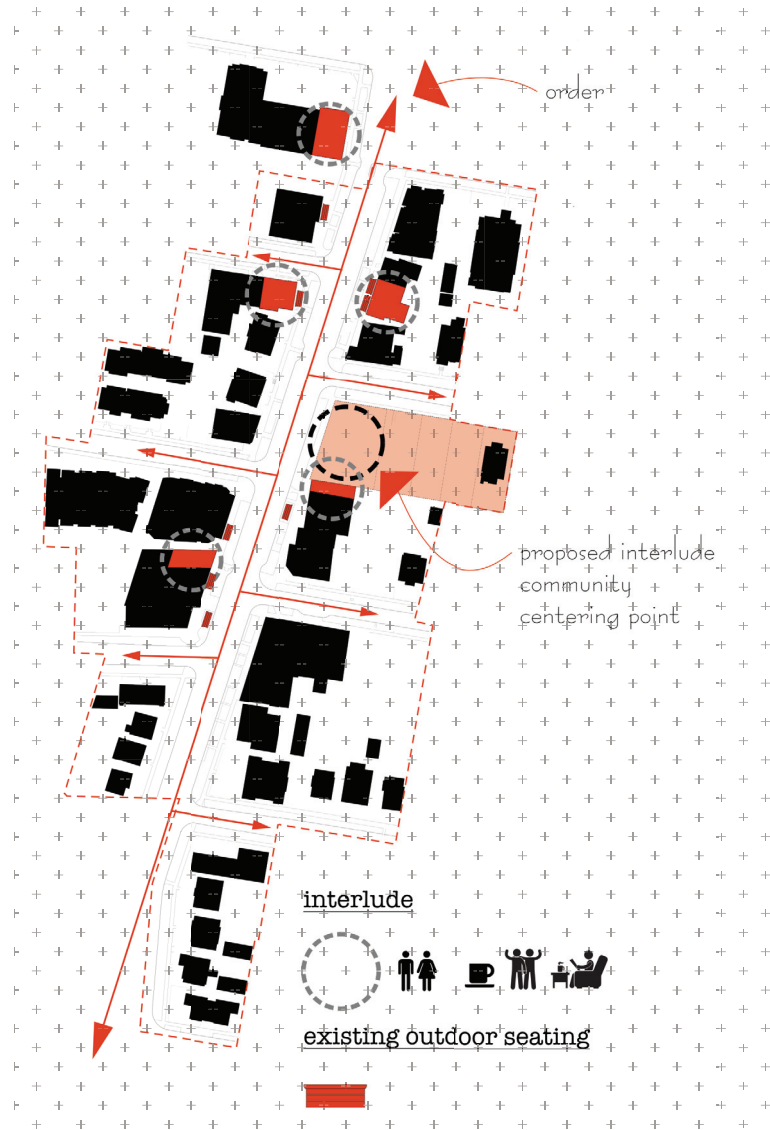 order
proposed interlude
community
centering point
interlude
existing outdoor seating